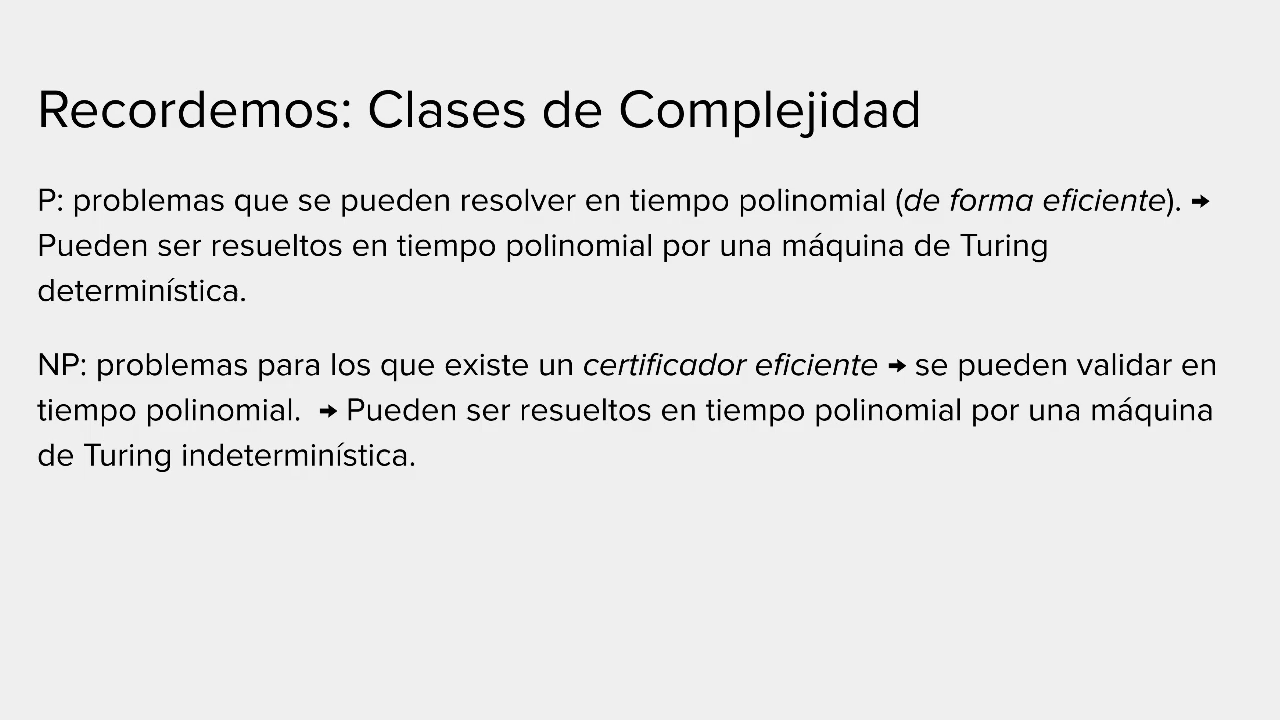 Recordemos: Clases de Complejidad
P: problemas que se pueden resolver en tiempo polinomial (de forma eficiente). ➔
Pueden ser resueltos en tiempo polinomial por una máquina de Turing
determinística.
NP: problemas para los que existe un certificador eficiente ➔ se pueden validar en
tiempo polinomial. ➔ Pueden ser resueltos en tiempo polinomial por una máquina
de Turing indeterminística.